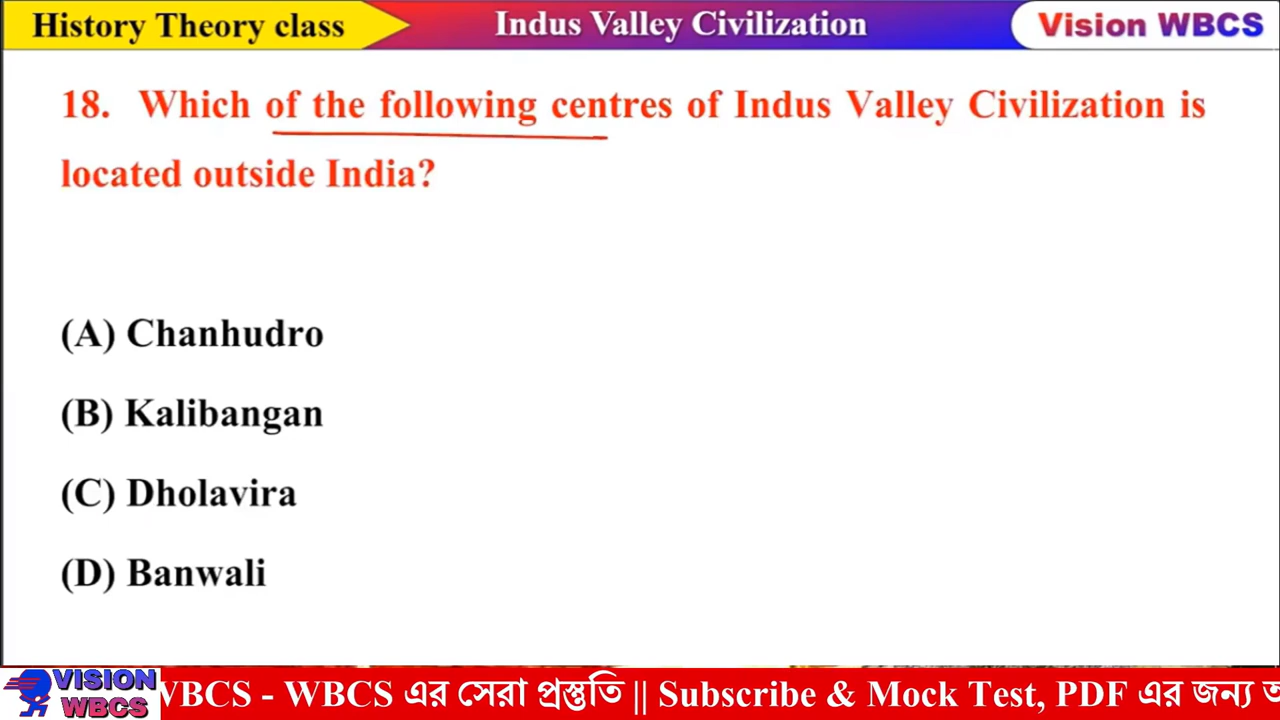 History Theory class
Indus Valley Civilization
Vision WBCS
18. Which of the following centres of Indus Valley Civilization is
located outside India?
(A) Chanhudro
(B) Kalibangan
(C) Dholavira
(D) Banwali
VISION
WBCS
WBCS - WBCS এর সেরা প্রস্তুতি || Subscribe & Mock Test, PDF এর জন্য